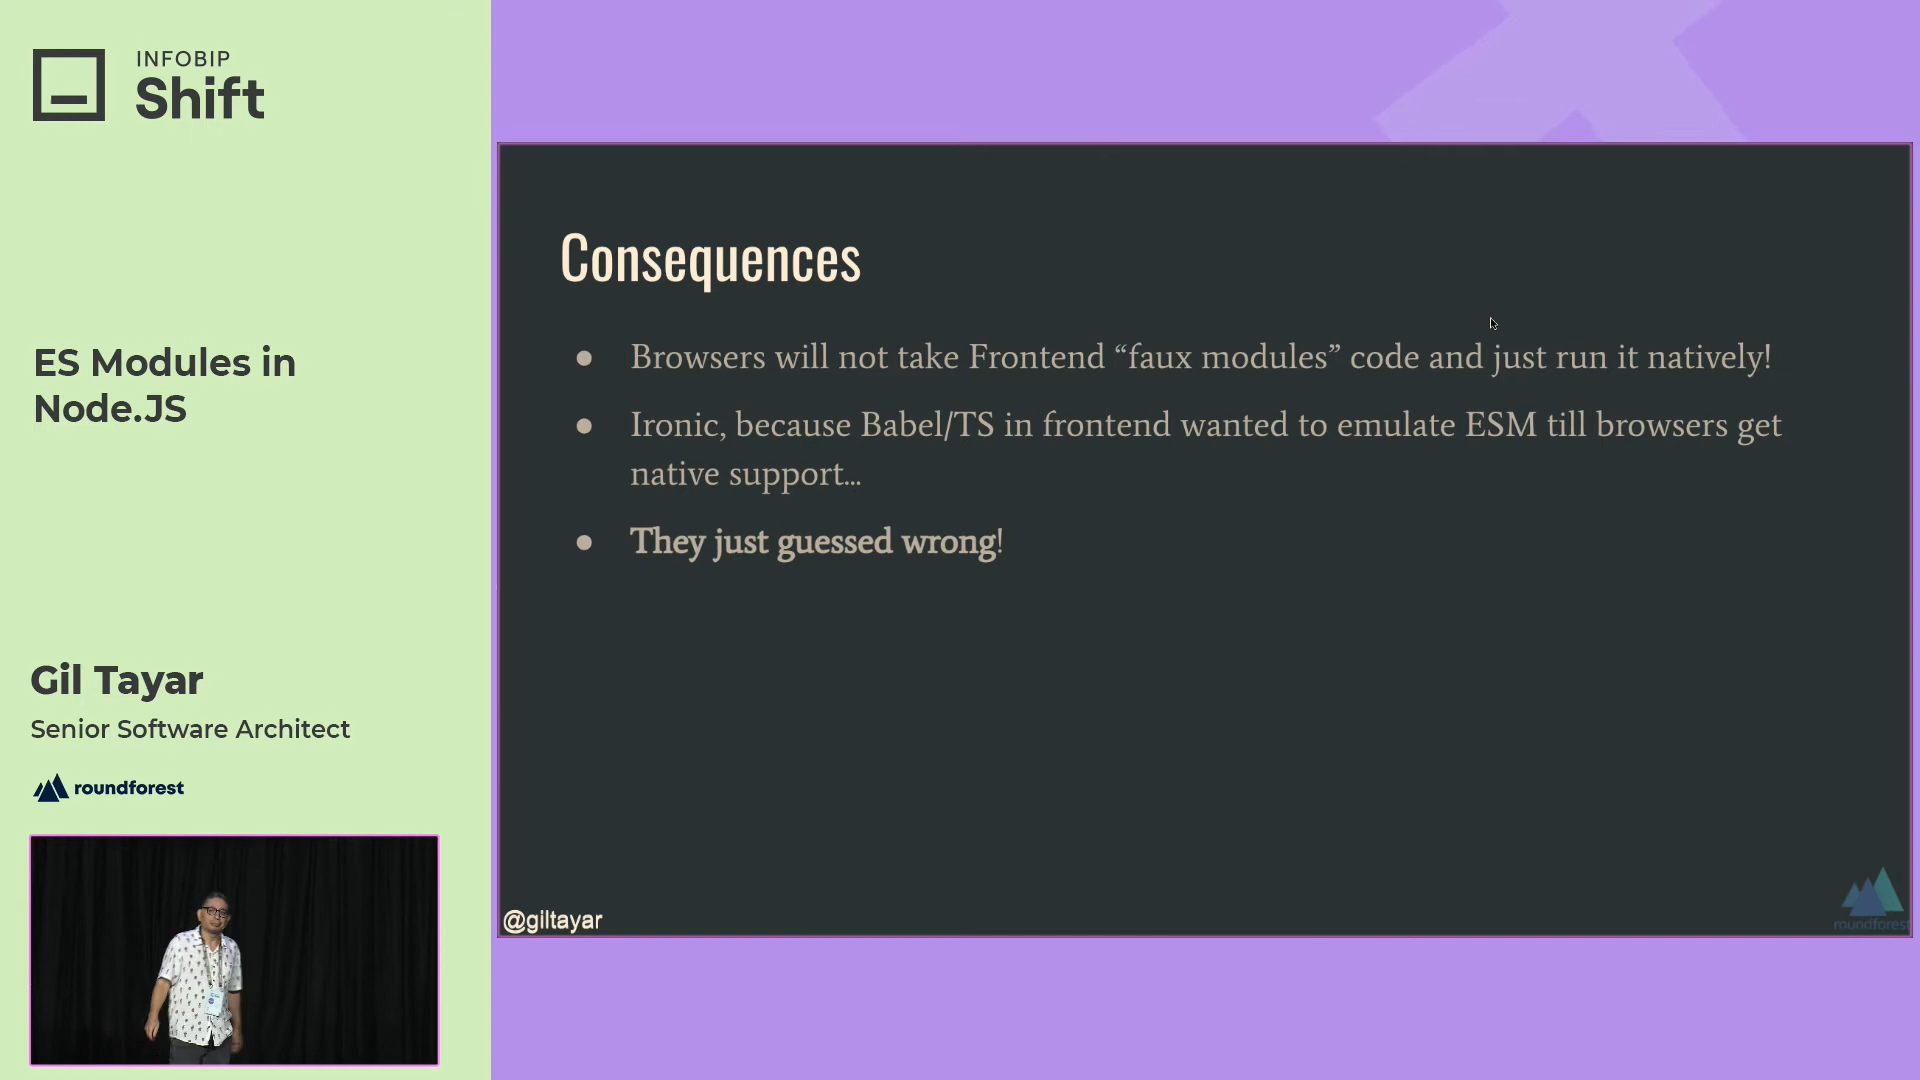 INFOBIP
Shift
ES Modules in
Node.JS
Gil Tayar
Senior Software Architect
roundforest
Consequences
● Browsers will not take Frontend “faux modules” code and just run it natively!
● Ironic, because Babel/TS in frontend wanted to emulate ESM till browsers get
native support...
● They just guessed wrong!
@giltayar
roundforest